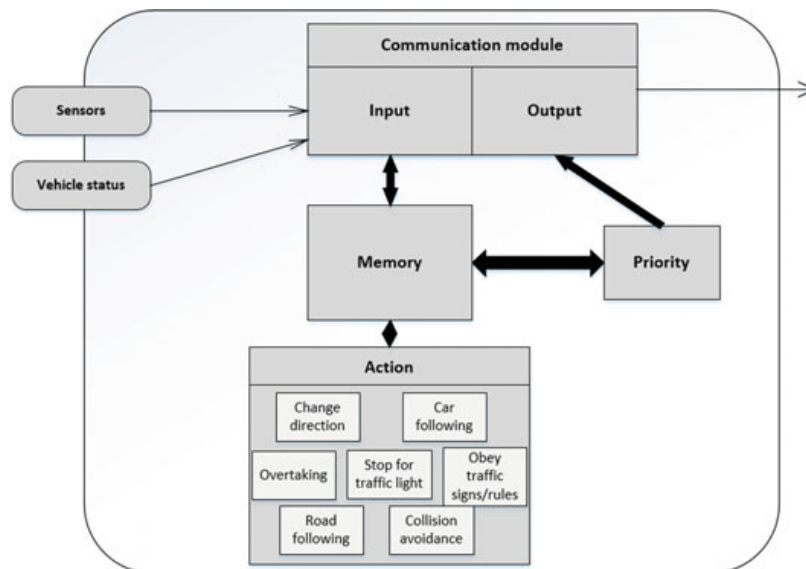 Communication module
Sensors
Input
Output
Vehicle status
Memory
Priority
Action
Change
direction
Car
following
Overtaking
Stop for
traffic light
Obey
traffic
signs/rules
Road
following
Collision
avoidance